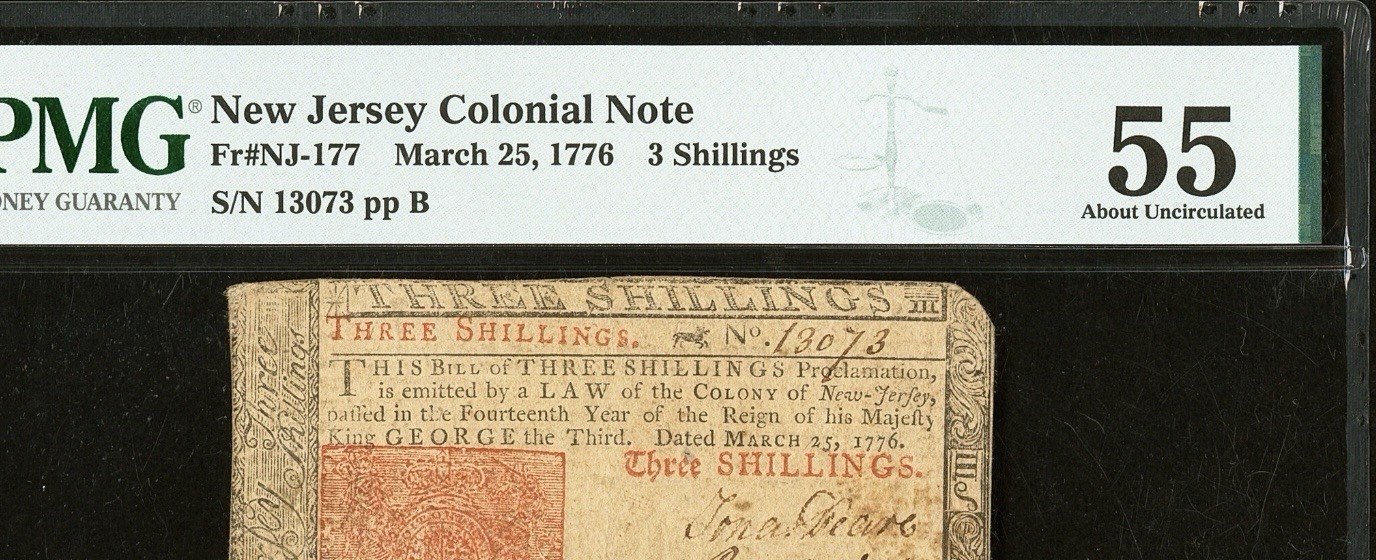 PMG® New Jersey Colonial Note
Fr#NJ-177 March 25, 1776 3 Shillings
ONEY GUARANTY S/N 13073 pp B
55
About Uncirculated
THREE SHILLINGS III
THREE SHILLINGS. No. 13073
THIS BILL of THREE SHILLINGS Proclamation,
is emitted by a LAW of the COLONY of New-Jerſey,
paſſed in the Fourteenth Year of the Reign of his Majeſty
King GEORGE the Third. Dated MARCH 25, 1776.
Three SHILLINGS.
Three
Shillings